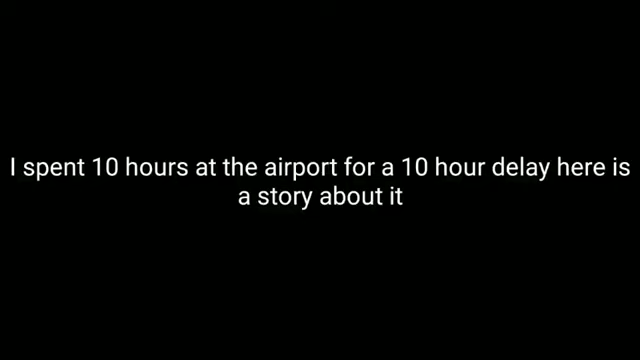 I spent 10 hours at the airport for a 10 hour delay here is
a story about it